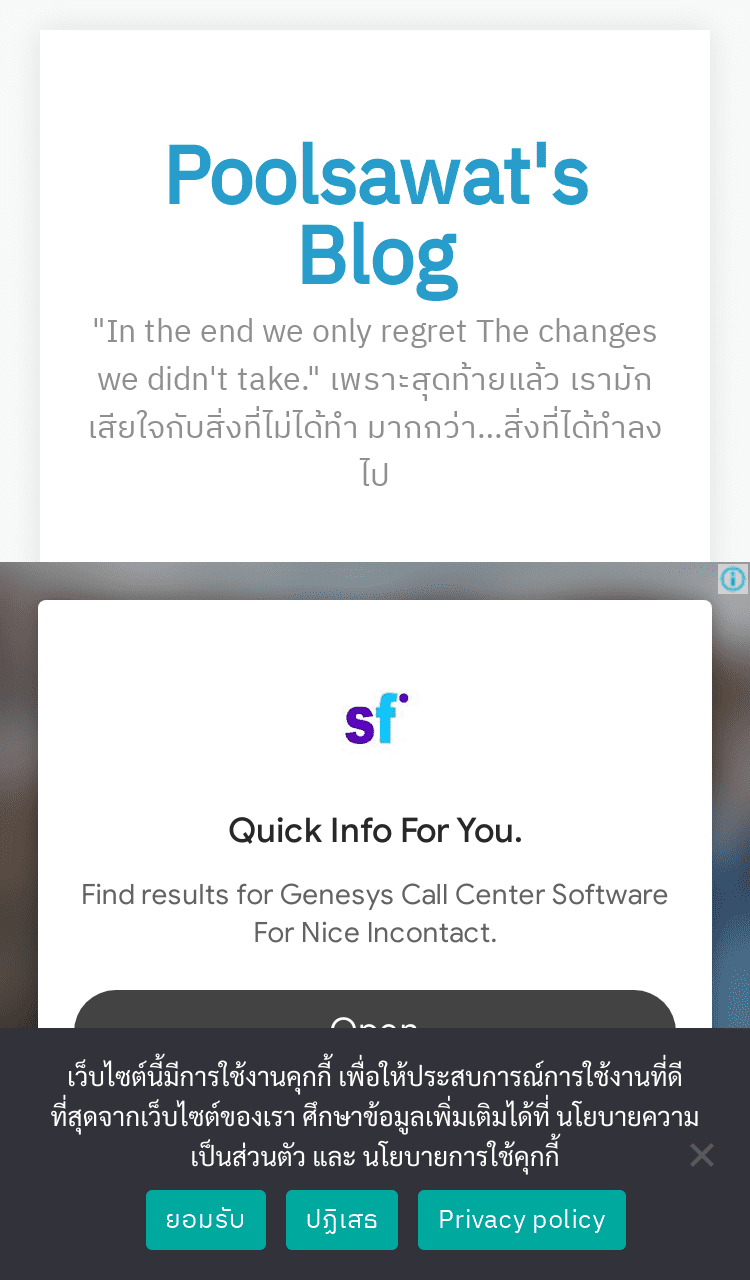 Poolsawat's
Blog
"In the end we only regret The changes
we didn't take." เพราะสุดท้ายแล้ว เรามัก
เสียใจกับสิ่งที่ไม่ได้ทำ มากกว่า...สิ่งที่ได้ทำลง
ไป
sf
Quick Info For You.
Find results for Genesys Call Center Software
For Nice Incontact.
Open
เว็บไซต์นี้มีการใช้งานคุกกี้ เพื่อให้ประสบการณ์การใช้งานที่ดี
ที่สุดจากเว็บไซต์ของเรา ศึกษาข้อมูลเพิ่มเติมได้ที่ นโยบายความ
เป็นส่วนตัว และ นโยบายการใช้คุกกี้
ยอมรับ ปฏิเสธ Privacy policy